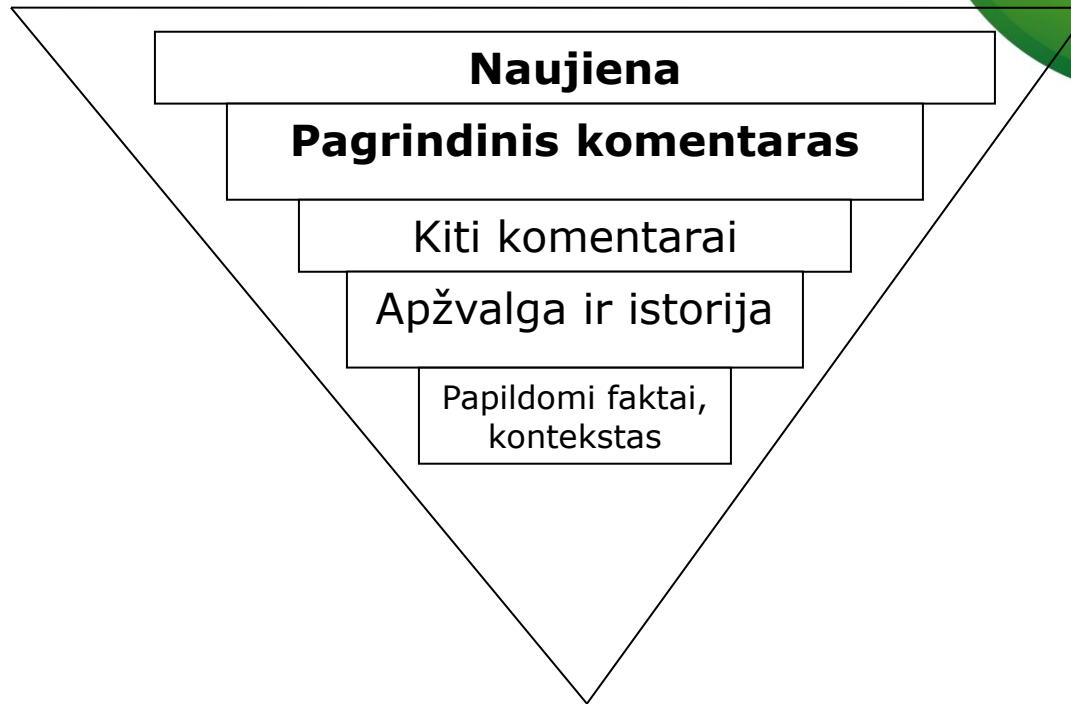 Naujiena
Pagrindinis komentaras
Kiti komentarai
Apžvalga ir istorija
Papildomi faktai,
kontekstas